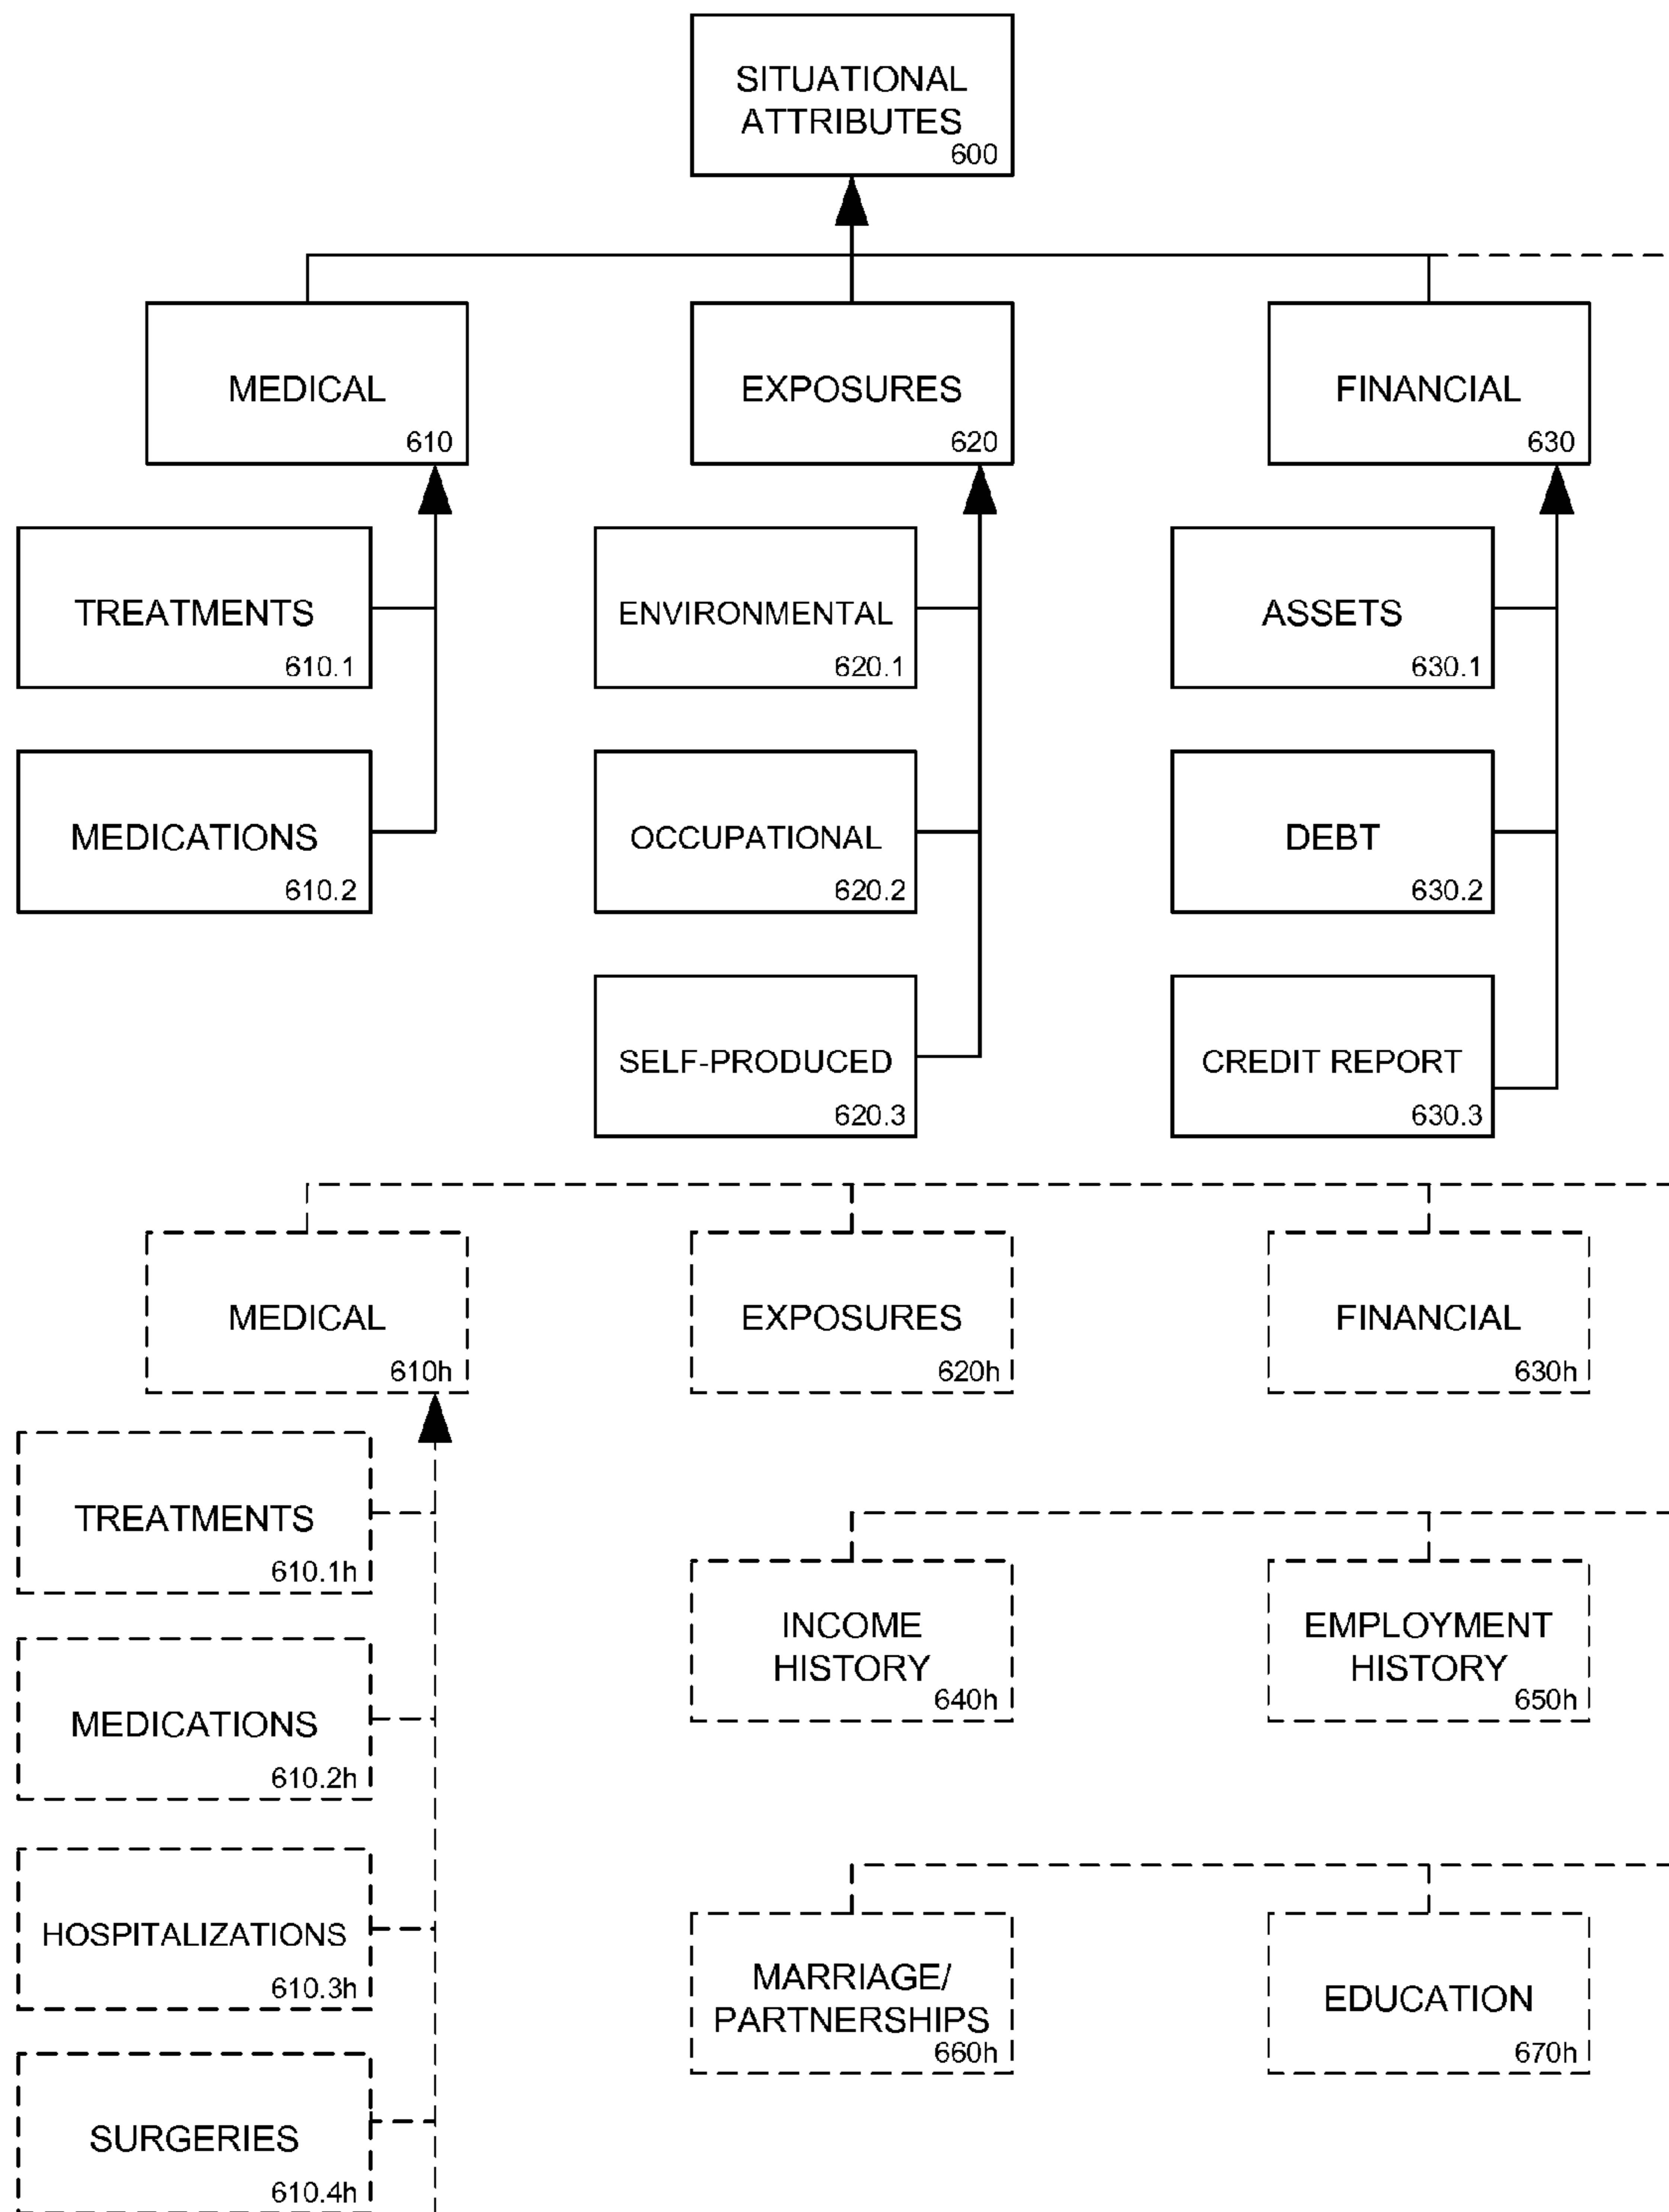 SITUATIONAL
ATTRIBUTES
600
MEDICAL
610
EXPOSURES
620
FINANCIAL
630
TREATMENTS
610.1
ENVIRONMENTAL
620.1
ASSETS
630.1
MEDICATIONS
610.2
OCCUPATIONAL
620.2
DEBT
630.2
SELF-PRODUCED
620.3
CREDIT REPORT
630.3
MEDICAL
610h
EXPOSURES
620h
FINANCIAL
630h
TREATMENTS
610.1h
MEDICATIONS
610.2h
HOSPITALIZATIONS
610.3h
SURGERIES
610.4h
INCOME
HISTORY
640h
EMPLOYMENT
HISTORY
650h
MARRIAGE/
PARTNERSHIPS
660h
EDUCATION
670h